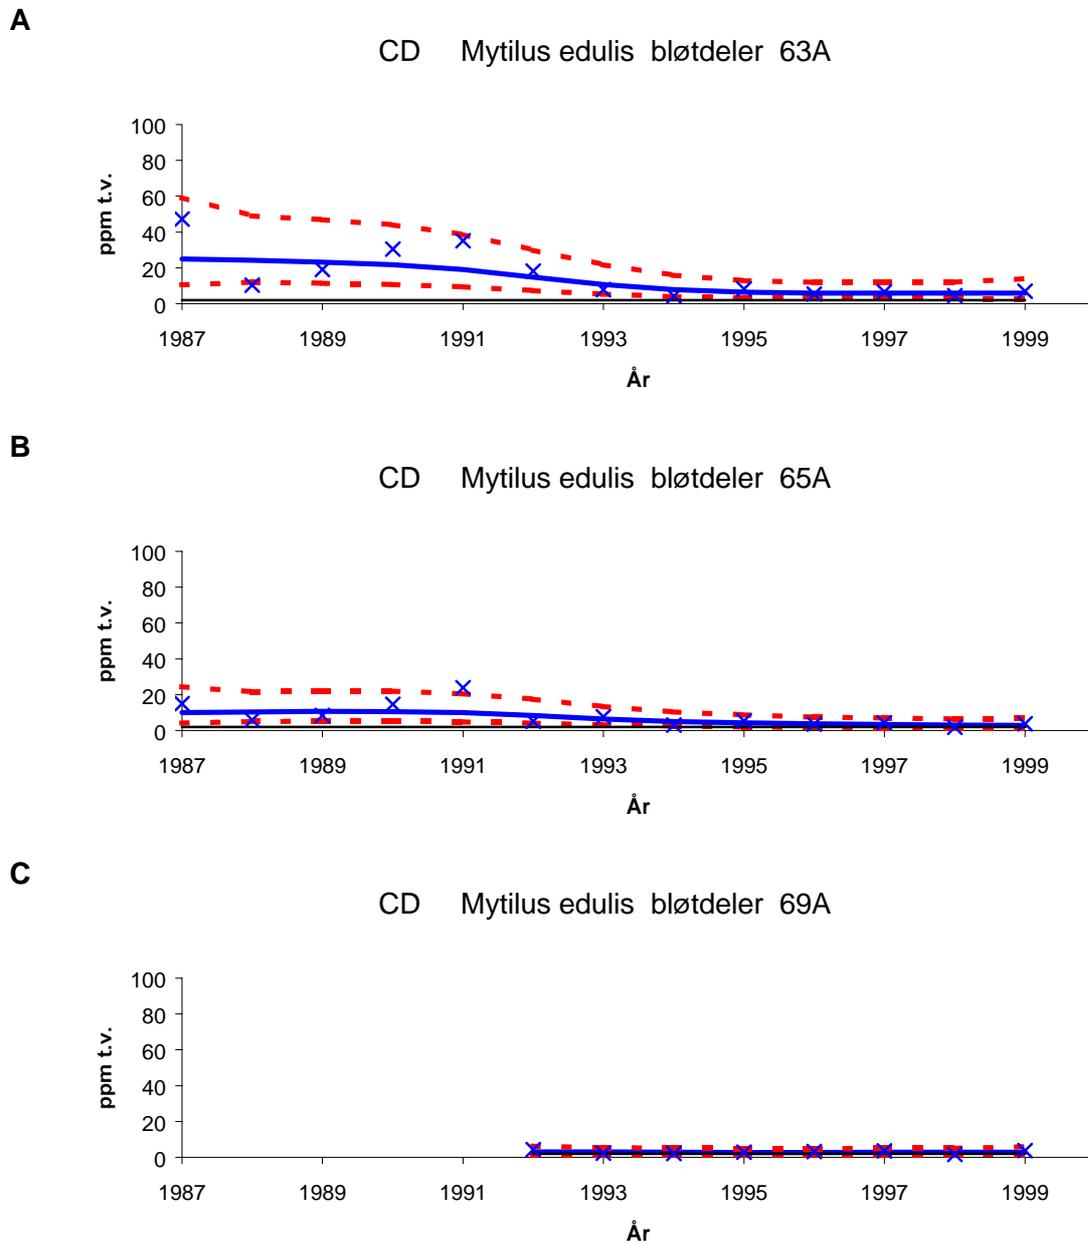 A
CD Mytilus edulis bløtdeler 63A
100
80
60
40
20
0
ppm t.v.
1987 1989 1991 1993 1995 1997 1999
År
B
CD Mytilus edulis bløtdeler 65A
100
80
60
40
20
0
ppm t.v.
1987 1989 1991 1993 1995 1997 1999
År
C
CD Mytilus edulis bløtdeler 69A
100
80
60
40
20
0
ppm t.v.
1987 1989 1991 1993 1995 1997 1999
År